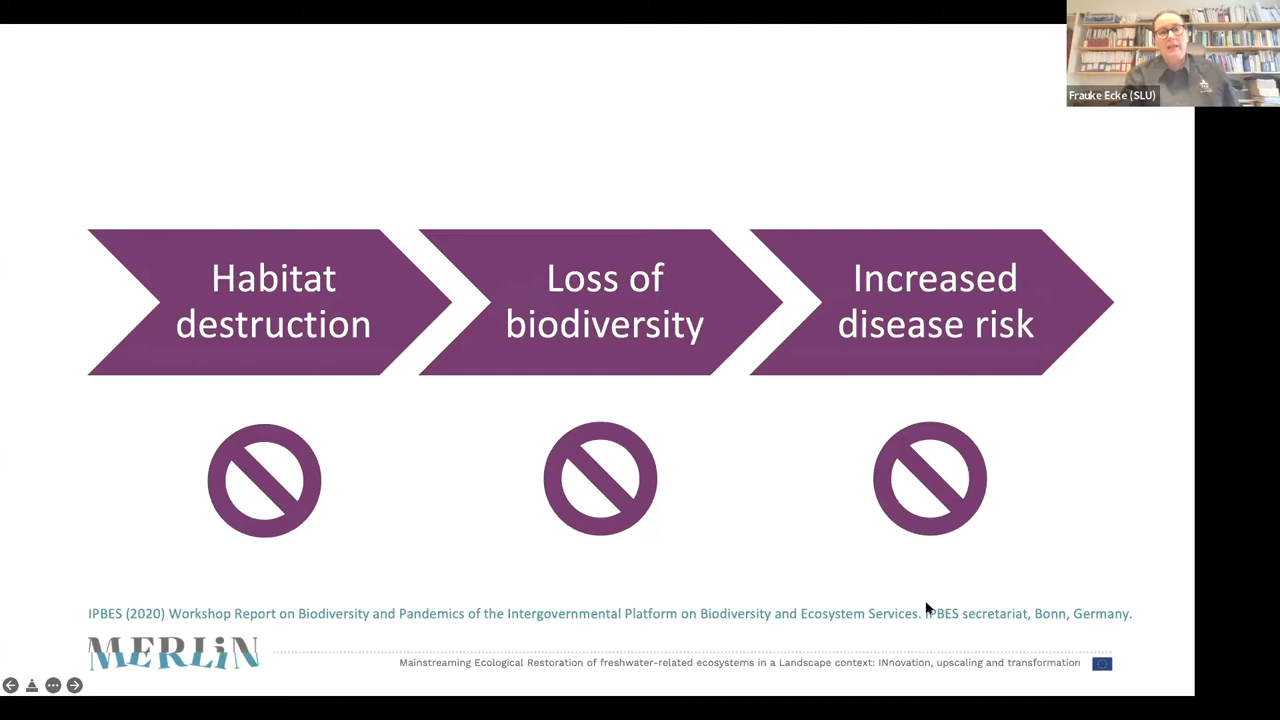 Frauke Ecke (SLU)
Habitat
destruction
Loss of
biodiversity
Increased
disease risk
IPBES (2020) Workshop Report on Biodiversity and Pandemics of the Intergovernmental Platform on Biodiversity and Ecosystem Services. IPBES secretariat, Bonn, Germany.
MERLiN
Mainstreaming Ecological Restoration of freshwater-related ecosystems in a Landscape context: INnovation, upscaling and transformation